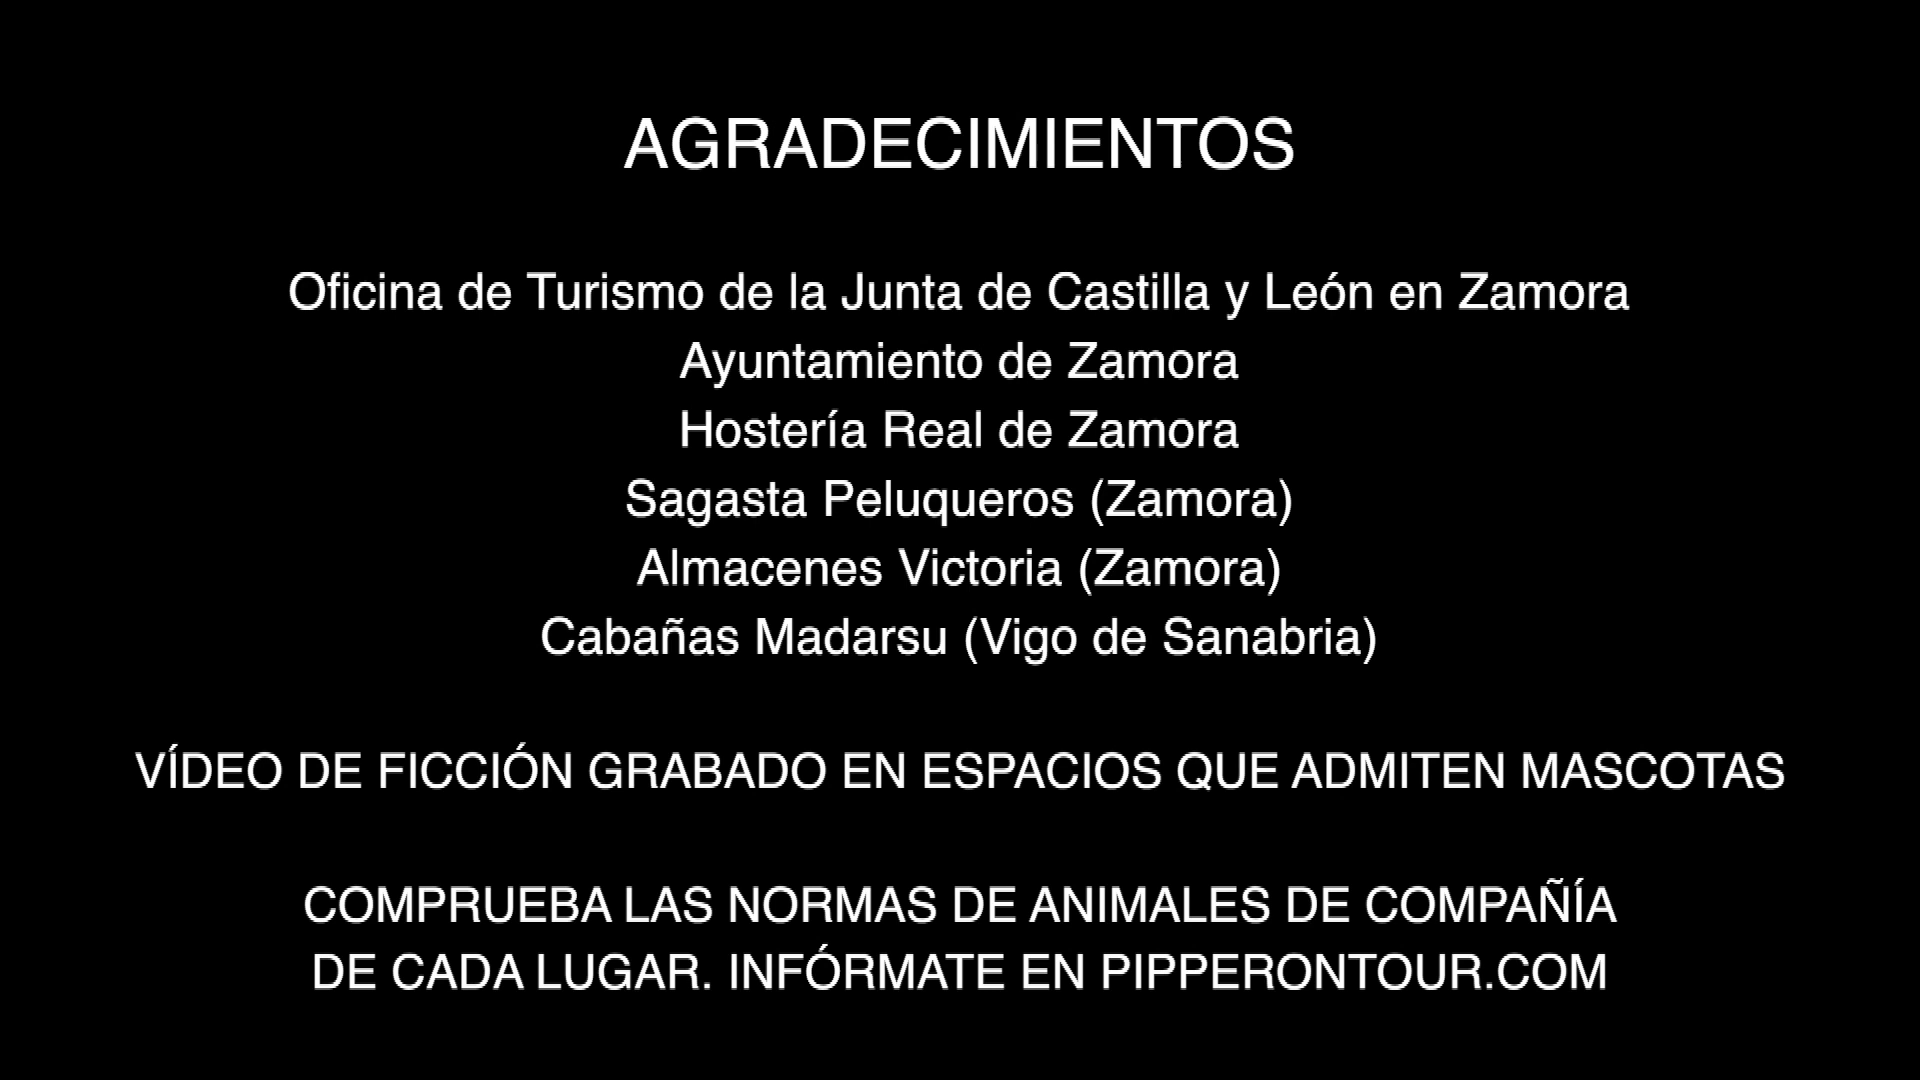 AGRADECIMIENTOS
Oficina de Turismo de la Junta de Castilla y León en Zamora
Ayuntamiento de Zamora
Hostería Real de Zamora
Sagasta Peluqueros (Zamora)
Almacenes Victoria (Zamora)
Cabañas Madarsu (Vigo de Sanabria)
VÍDEO DE FICCIÓN GRABADO EN ESPACIOS QUE ADMITEN MASCOTAS
COMPRUEBA LAS NORMAS DE ANIMALES DE COMPAÑÍA
DE CADA LUGAR. INFÓRMATE EN PIPPERONTOUR.COM